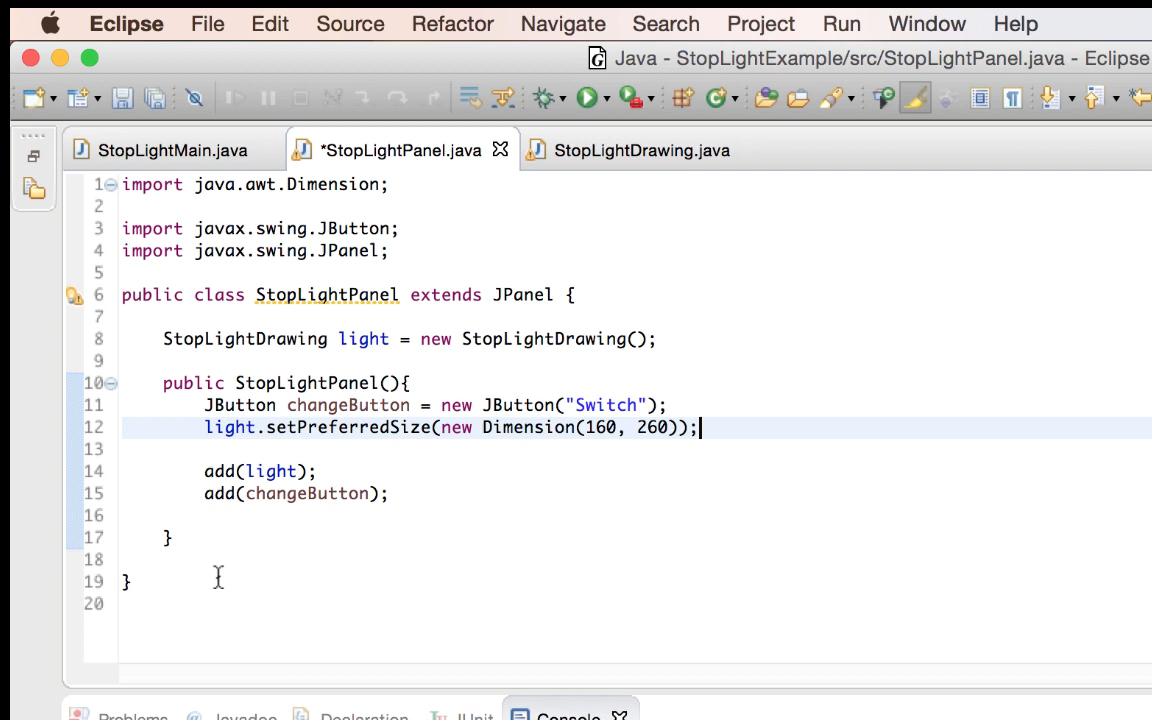 Eclipse File Edit Source Refactor Navigate Search Project Run Window Help
Java - StopLightExample/src/StopLightPanel.java - Eclipse
StopLightMain.java *StopLightPanel.java StopLightDrawing.java
1 import java.awt.Dimension;
2
3 import javax.swing.JButton;
4 import javax.swing.JPanel;
5
6 public class StopLightPanel extends JPanel {
7
8 StopLightDrawing light = new StopLightDrawing();
9
10 public StopLightPanel(){
11 JButton changeButton = new JButton("Switch");
12 light.setPreferredSize(new Dimension(160, 260));
13
14 add(light);
15 add(changeButton);
16
17 }
18
19 }
20
Problems Javadoc Declaration JUnit Console